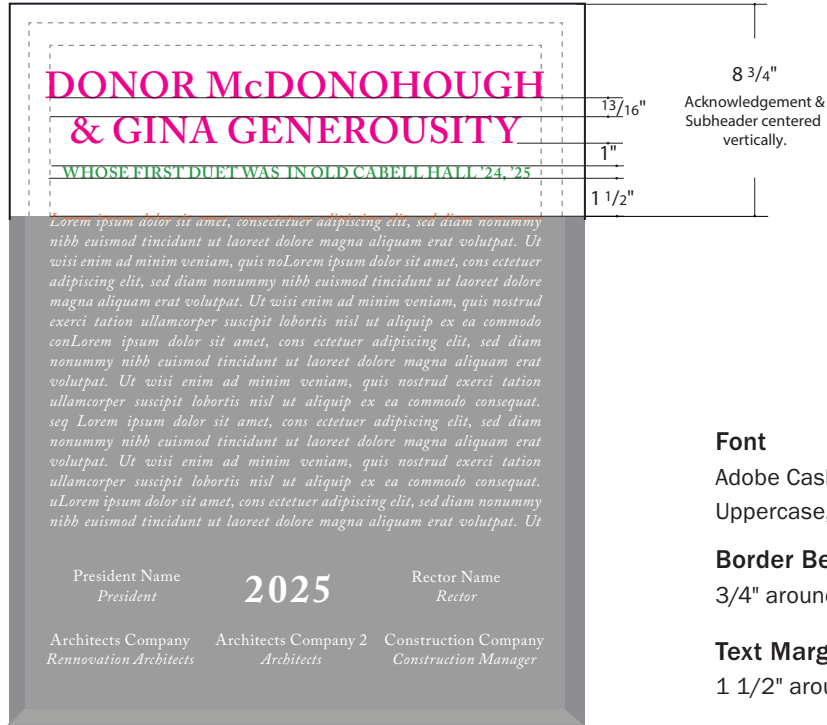 DONOR McDONOHOUGH
& GINA GENEROUSITY
WHOSE FIRST DUET WAS IN OLD CABELL HALL '24, '25
13/16"
1"
1 1/2"
8 3/4"
Acknowledgement &
Subheader centered
vertically.
Lorem ipsum dolor sit amet, consectetuer adipiscing elit, sed diam nonummy
nibh euismod tincidunt ut laoreet dolore magna aliquam erat volutpat. Ut
wisi enim ad minim veniam, quis noLorem ipsum dolor sit amet, cons ectetuer
adipiscing elit, sed diam nonummy nibh euismod tincidunt ut laoreet dolore
magna aliquam erat volutpat. Ut wisi enim ad minim veniam, quis nostrud
exerci tation ullamcorper suscipit lobortis nisl ut aliquip ex ea commodo
conLorem ipsum dolor sit amet, cons ectetuer adipiscing elit, sed diam
nonummy nibh euismod tincidunt ut laoreet dolore magna aliquam erat
volutpat. Ut wisi enim ad minim veniam, quis nostrud exerci tation
ullamcorper suscipit lobortis nisl ut aliquip ex ea commodo consequat.
seq Lorem ipsum dolor sit amet, cons ectetuer adipiscing elit, sed diam
nonummy nibh euismod tincidunt ut laoreet dolore magna aliquam erat
volutpat. Ut wisi enim ad minim veniam, quis nostrud exerci tation
ullamcorper suscipit lobortis nisl ut aliquip ex ea commodo consequat.
uLorem ipsum dolor sit amet, cons ectetuer adipiscing elit, sed diam nonummy
nibh euismod tincidunt ut laoreet dolore magna aliquam erat volutpat. Ut
President Name
President
2025
Rector Name
Rector
Architects Company
Rennovation Architects
Architects Company 2
Architects
Construction Company
Construction Manager
Font
Adobe Cas
Uppercase,
Border Be
3/4" around
Text Marg
1 1/2" arou